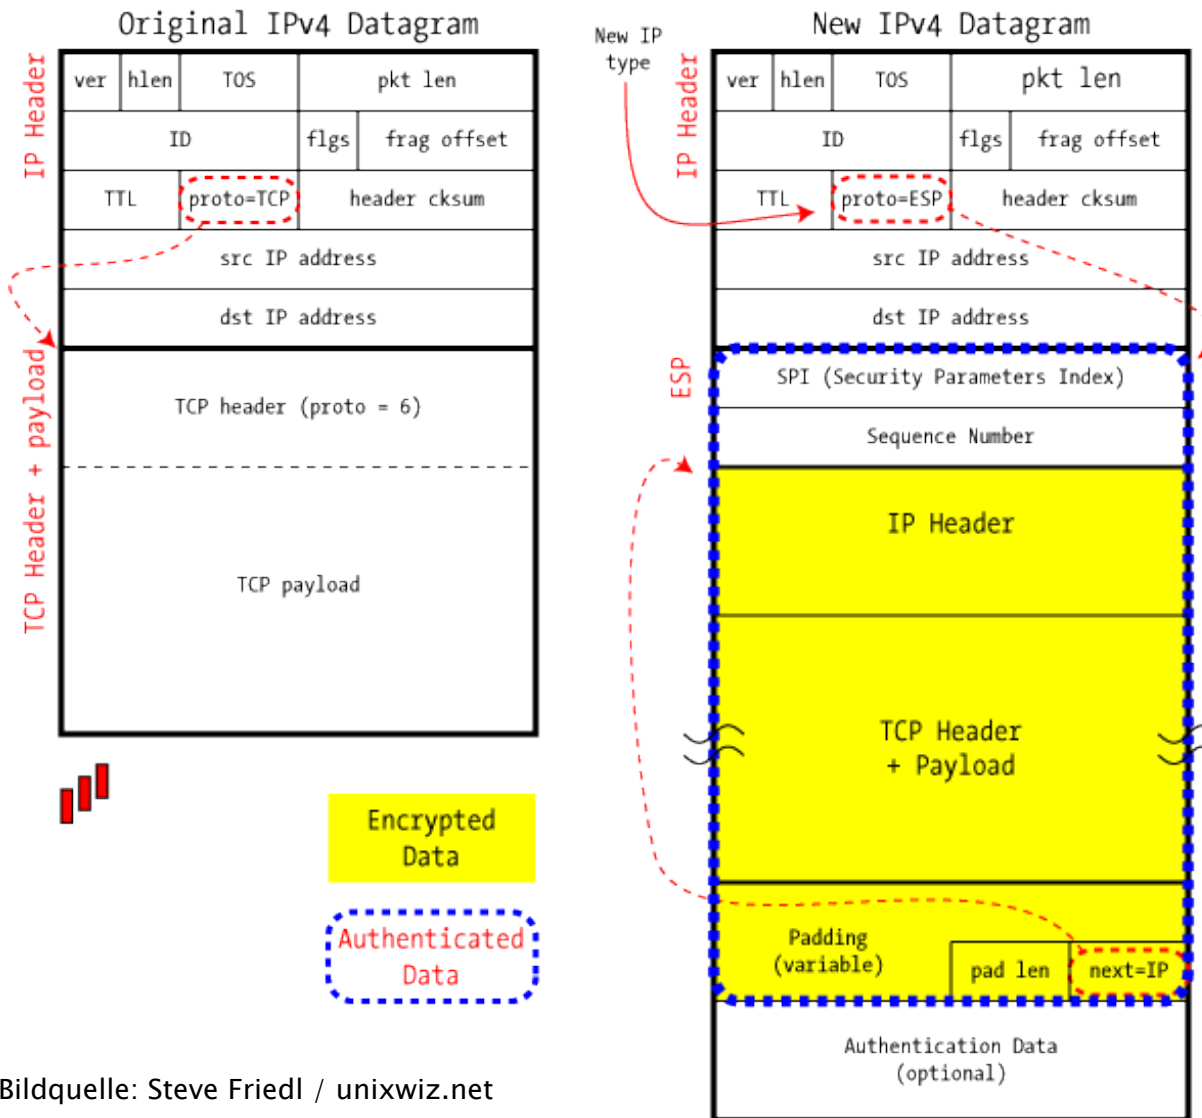 Original IPv4 Datagram
IP Header
ver hlen TOS pkt len
ID flgs frag offset
TTL proto=TCP header cksum
src IP address
dst IP address
TCP Header + payload
TCP header (proto = 6)
TCP payload
Encrypted
Data
Authenticated
Data
New IPv4 Datagram
New IP
type
IP Header
ver hlen TOS pkt len
ID flgs frag offset
TTL proto=ESP header cksum
src IP address
dst IP address
ESP
SPI (Security Parameters Index)
Sequence Number
IP Header
TCP Header
+ Payload
Padding
(variable)
pad len next=IP
Authentication Data
(optional)
Bildquelle: Steve Friedl / unixwiz.net